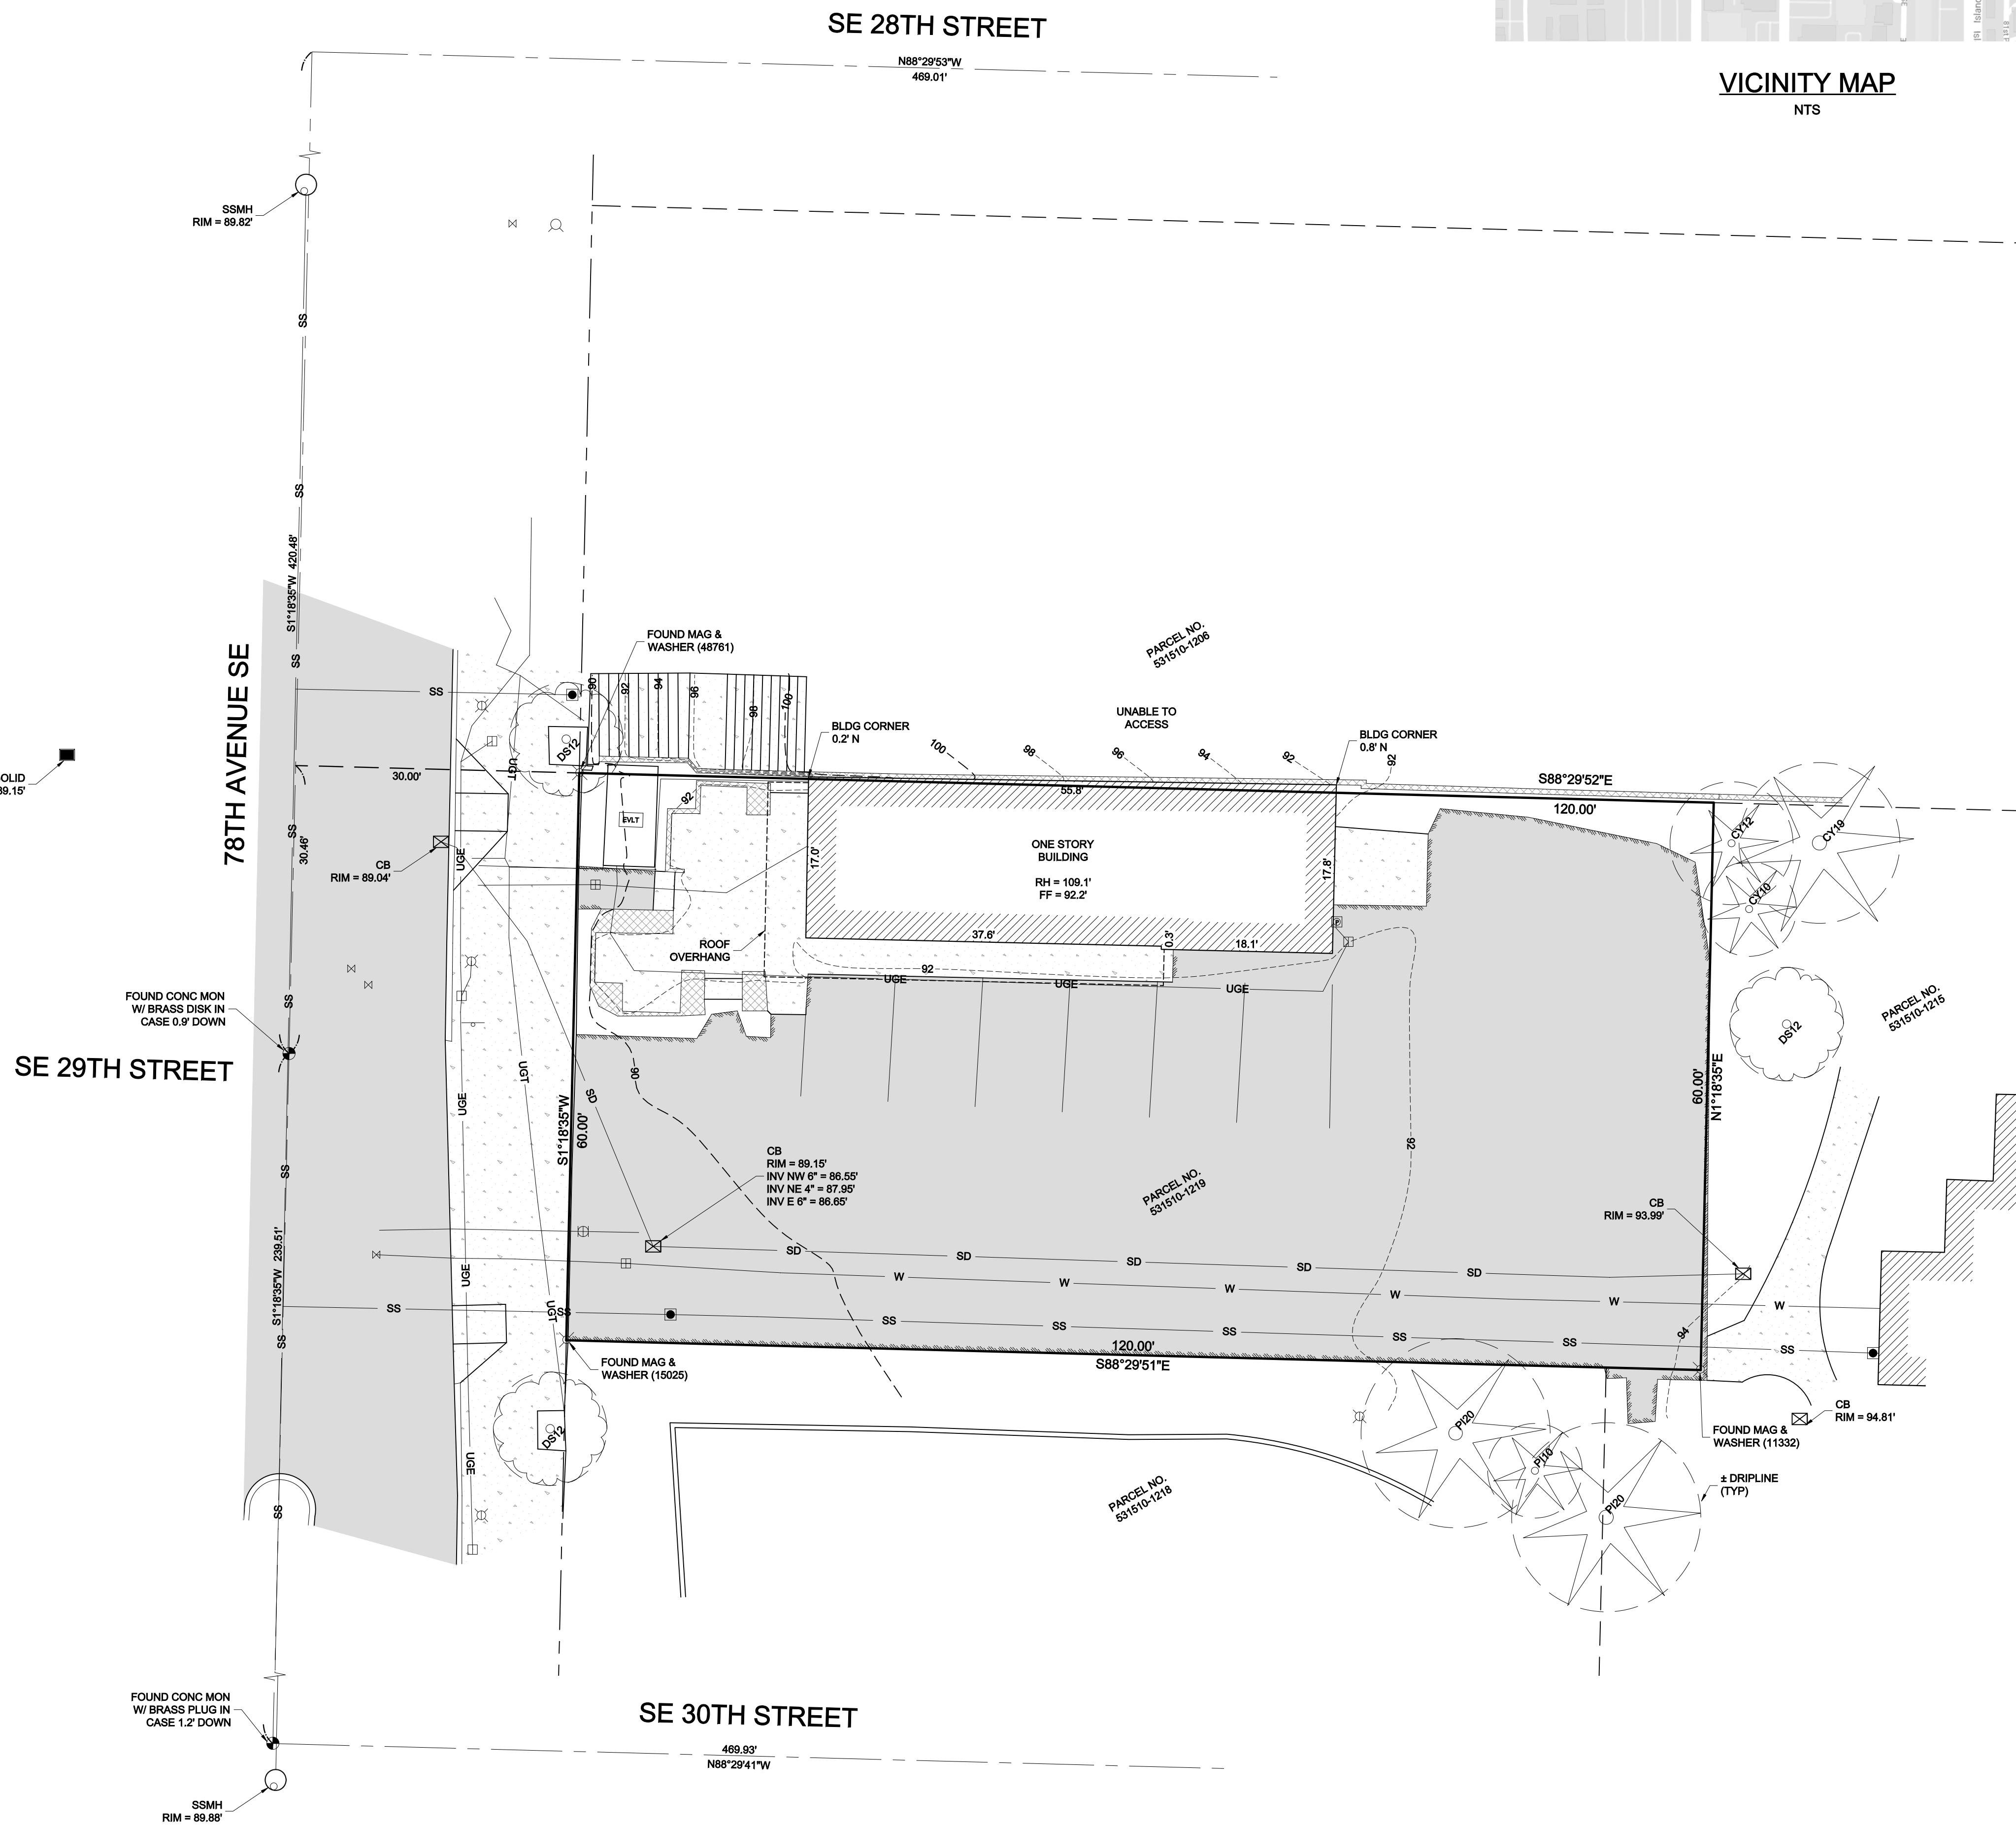 SE 28TH STREET
N88°29'53"W
469.01'
VICINITY MAP
NTS
SSMH
RIM = 89.82'
SS
SS
S1°18'35"W 420.48'
SS
78TH AVENUE SE
SS
FOUND MAG &
WASHER (48761)
PARCEL NO.
531510-1206
UNABLE TO
ACCESS
90
92
94
96
98
100
BLDG CORNER
0.2' N
100
98
96
94
92
92
BLDG CORNER
0.8' N
S88°29'52"E
120.00'
DS12
UGT
30.00'
55.8'
OLID
EVLT
92
SS
30.46'
CB
RIM = 89.04'
UGE
17.0'
ONE STORY
BUILDING
RH = 109.1'
FF = 92.2'
17.8'
CY12
CY19
CY10
P
ROOF
OVERHANG
37.6'
0.3'
18.1'
92
UGE
UGE
UGE
FOUND CONC MON
W/ BRASS DISK IN
CASE 0.9' DOWN
SS
SE 29TH STREET
UGT
UGE
90
SD
S1°18'35"W
60.00'
DS12
PARCEL NO.
531510-1215
60.00'
N1°18'35"E
92
CB
RIM = 89.15'
INV NW 6" = 86.55'
INV NE 4" = 87.95'
INV E 6" = 86.65'
PARCEL NO.
531510-1219
CB
RIM = 93.99'
SS
S1°18'35"W 239.51'
SD
SD
SD
SD
SD
W
W
W
W
W
W
UGE
UGT
SS
SS
SS
SS
SS
SS
SS
SS
SS
94
120.00'
S88°29'51"E
FOUND MAG &
WASHER (15025)
DS12
UGE
SS
PI20
PI10
PI20
FOUND MAG &
WASHER (11332)
CB
RIM = 94.81'
± DRIPLINE
(TYP)
PARCEL NO.
531510-1218
FOUND CONC MON
W/ BRASS PLUG IN
CASE 1.2' DOWN
SE 30TH STREET
469.93'
N88°29'41"W
SSMH
RIM = 89.88'